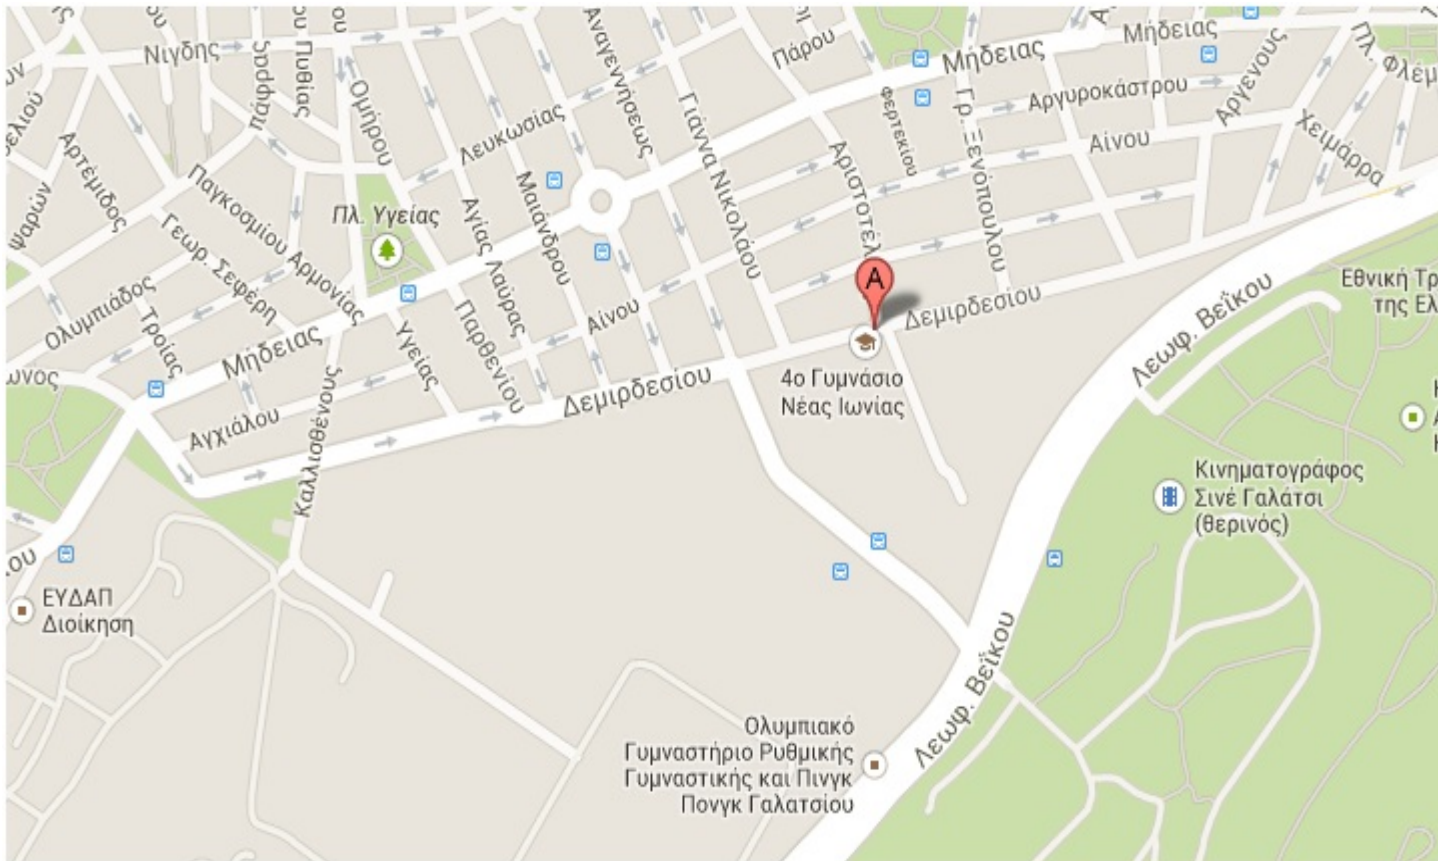 Νιγδης
Πυθίας
Ομήρου
Λευκωσίας
Αναγεννήσεως
Γιάννα Νικολάου
Πάρου
Μήδειας
Μήδειας
Αργυροκάστρου
Αργενους
Πλ. Φλέμ
Χειμάρρα
Αίνου
Γρ. Ξενόπουλου
Φερτεκίου
Αριστοτέλ
Αρτέμιδος
Ψαρών
Παγκοσμίου Αρμονίας
Γεωρ. Σεφέρη
Πλ. Υγείας
Αγίας Λαύρας
Μαιάνδρου
Ολυμπιάδος
Τροίας
Μήδειας
Υγείας
Παρθενίου
Αίνου
Α
Δεμιρδεσίου
Δεμιρδεσίου
4ο Γυμνάσιο
Νέας Ιωνίας
Λεωφ. Βεΐκου
Εθνική Τρ
της Ελ
Αγχιάλου
Καλλισθένους
Κινηματογράφος
Σινέ Γαλάτσι
(θερινός)
ΕΥΔΑΠ
Διοίκηση
Λεωφ. Βεΐκου
Ολυμπιακό
Γυμναστήριο Ρυθμικής
Γυμναστικής και Πινγκ
Πονγκ Γαλατσίου